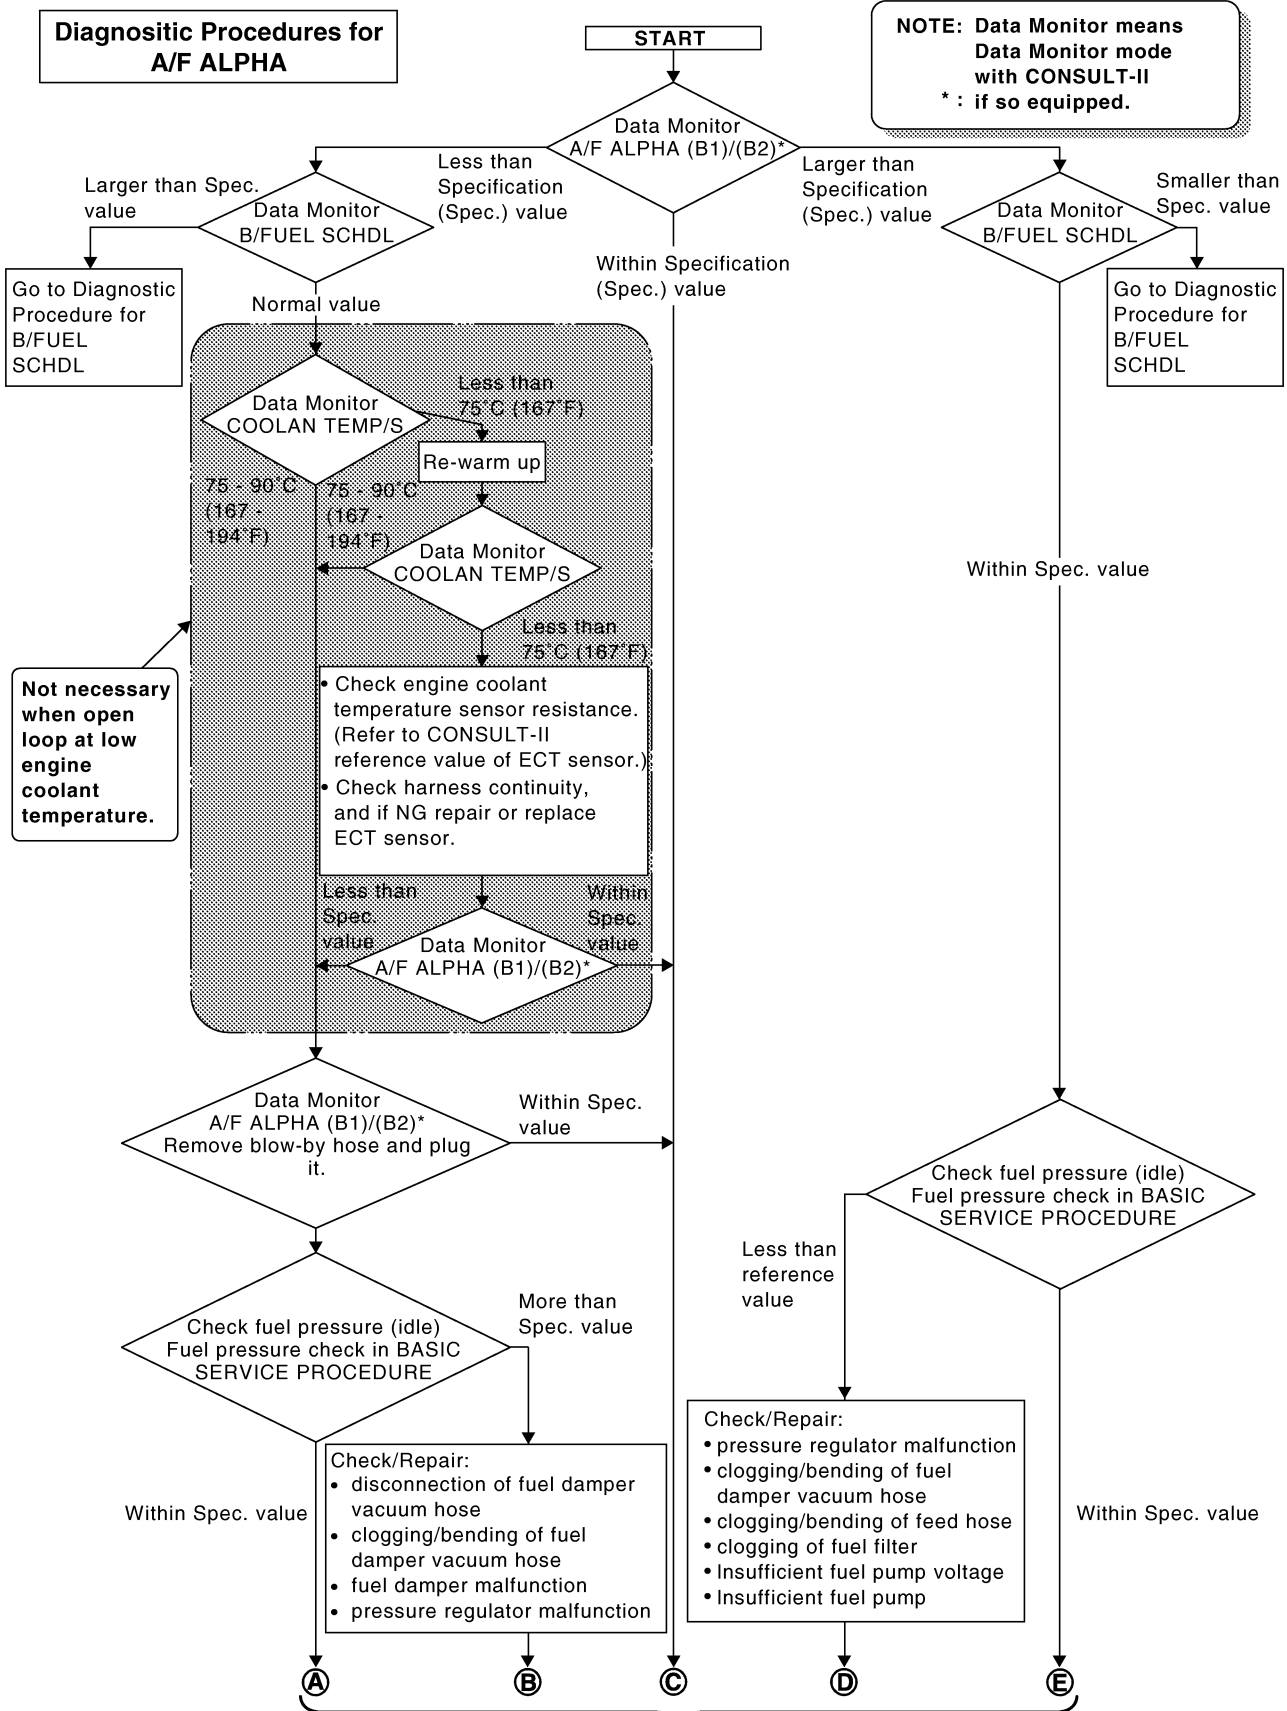 Diagnositic Procedures for
A/F ALPHA
START
NOTE: Data Monitor means
Data Monitor mode
with CONSULT-II
* : if so equipped.
Data Monitor
A/F ALPHA (B1)/(B2)*
Less than
Specification
(Spec.) value
Larger than
Specification
(Spec.) value
Within Specification
(Spec.) value
Larger than Spec.
value
Data Monitor
B/FUEL SCHDL
Go to Diagnostic
Procedure for
B/FUEL
SCHDL
Normal value
Data Monitor
B/FUEL SCHDL
Smaller than
Spec. value
Go to Diagnostic
Procedure for
B/FUEL
SCHDL
Data Monitor
COOLAN TEMP/S
Less than
75˚C (167˚F)
Re-warm up
75 - 90˚C
(167 -
194˚F)
75 - 90˚C
(167 -
194˚F)
Data Monitor
COOLAN TEMP/S
Less than
75˚C (167˚F)
Within Spec. value
Not necessary
when open
loop at low
engine
coolant
temperature.
• Check engine coolant
temperature sensor resistance.
(Refer to CONSULT-II
reference value of ECT sensor.)
• Check harness continuity,
and if NG repair or replace
ECT sensor.
Less than
Spec.
value
Within
Spec.
value
Data Monitor
A/F ALPHA (B1)/(B2)*
Data Monitor
A/F ALPHA (B1)/(B2)*
Remove blow-by hose and plug
it.
Within Spec.
value
Check fuel pressure (idle)
Fuel pressure check in BASIC
SERVICE PROCEDURE
Less than
reference
value
Check fuel pressure (idle)
Fuel pressure check in BASIC
SERVICE PROCEDURE
More than
Spec. value
Within Spec. value
Check/Repair:
• disconnection of fuel damper
vacuum hose
• clogging/bending of fuel
damper vacuum hose
• fuel damper malfunction
• pressure regulator malfunction
Check/Repair:
• pressure regulator malfunction
• clogging/bending of fuel
damper vacuum hose
• clogging/bending of feed hose
• clogging of fuel filter
• Insufficient fuel pump voltage
• Insufficient fuel pump
Within Spec. value
A
B
C
D
E